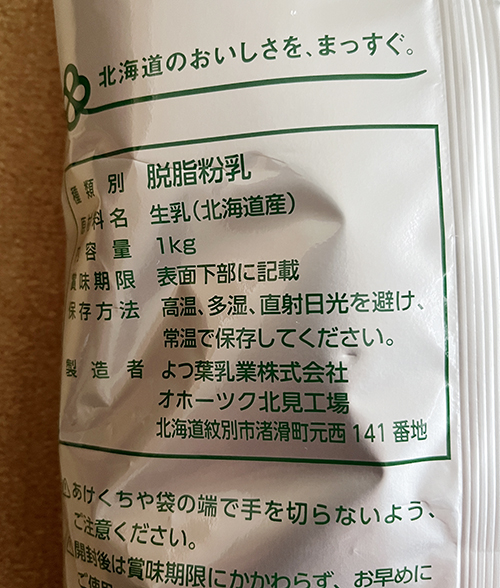 北海道のおいしさを、まっすぐ。
種類別 脱脂粉乳
原材料名 生乳(北海道産)
内容量 1kg
賞味期限 表面下部に記載
保存方法 高温、多湿、直射日光を避け、
常温で保存してください。
製造者 よつ葉乳業株式会社
オホーツク北見工場
北海道紋別市渚滑町元西141番地
⚠あけくちや袋の端で手を切らないよう、
ご注意ください。
⚠開封後は賞味期限にかかわらず、お早めに
ご使用